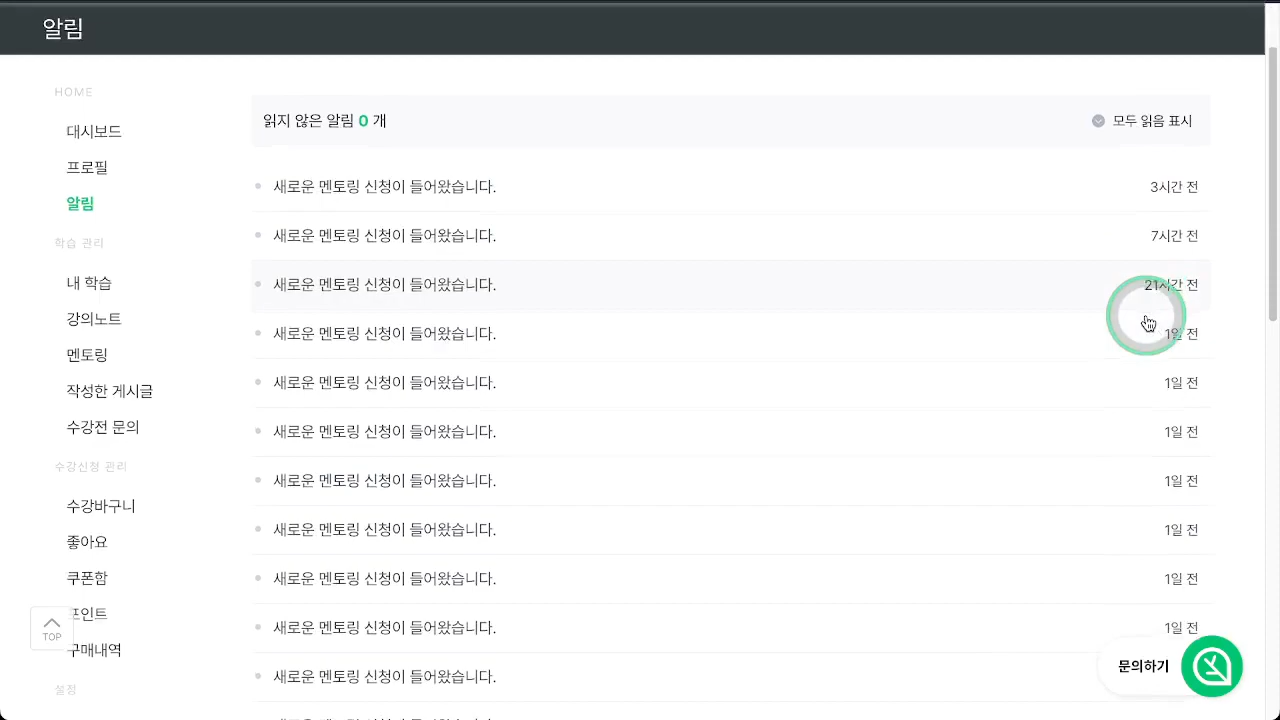 알림
HOME
대시보드
프로필
알림
학습 관리
내 학습
강의노트
멘토링
작성한 게시글
수강전 문의
수강신청 관리
수강바구니
좋아요
쿠폰함
포인트
구매내역
설정
TOP
읽지 않은 알림 0 개
모두 읽음 표시
새로운 멘토링 신청이 들어왔습니다. 3시간 전
새로운 멘토링 신청이 들어왔습니다. 7시간 전
새로운 멘토링 신청이 들어왔습니다. 21시간 전
새로운 멘토링 신청이 들어왔습니다. 1일 전
새로운 멘토링 신청이 들어왔습니다. 1일 전
새로운 멘토링 신청이 들어왔습니다. 1일 전
새로운 멘토링 신청이 들어왔습니다. 1일 전
새로운 멘토링 신청이 들어왔습니다. 1일 전
새로운 멘토링 신청이 들어왔습니다. 1일 전
새로운 멘토링 신청이 들어왔습니다. 1일 전
새로운 멘토링 신청이 들어왔습니다.
문의하기